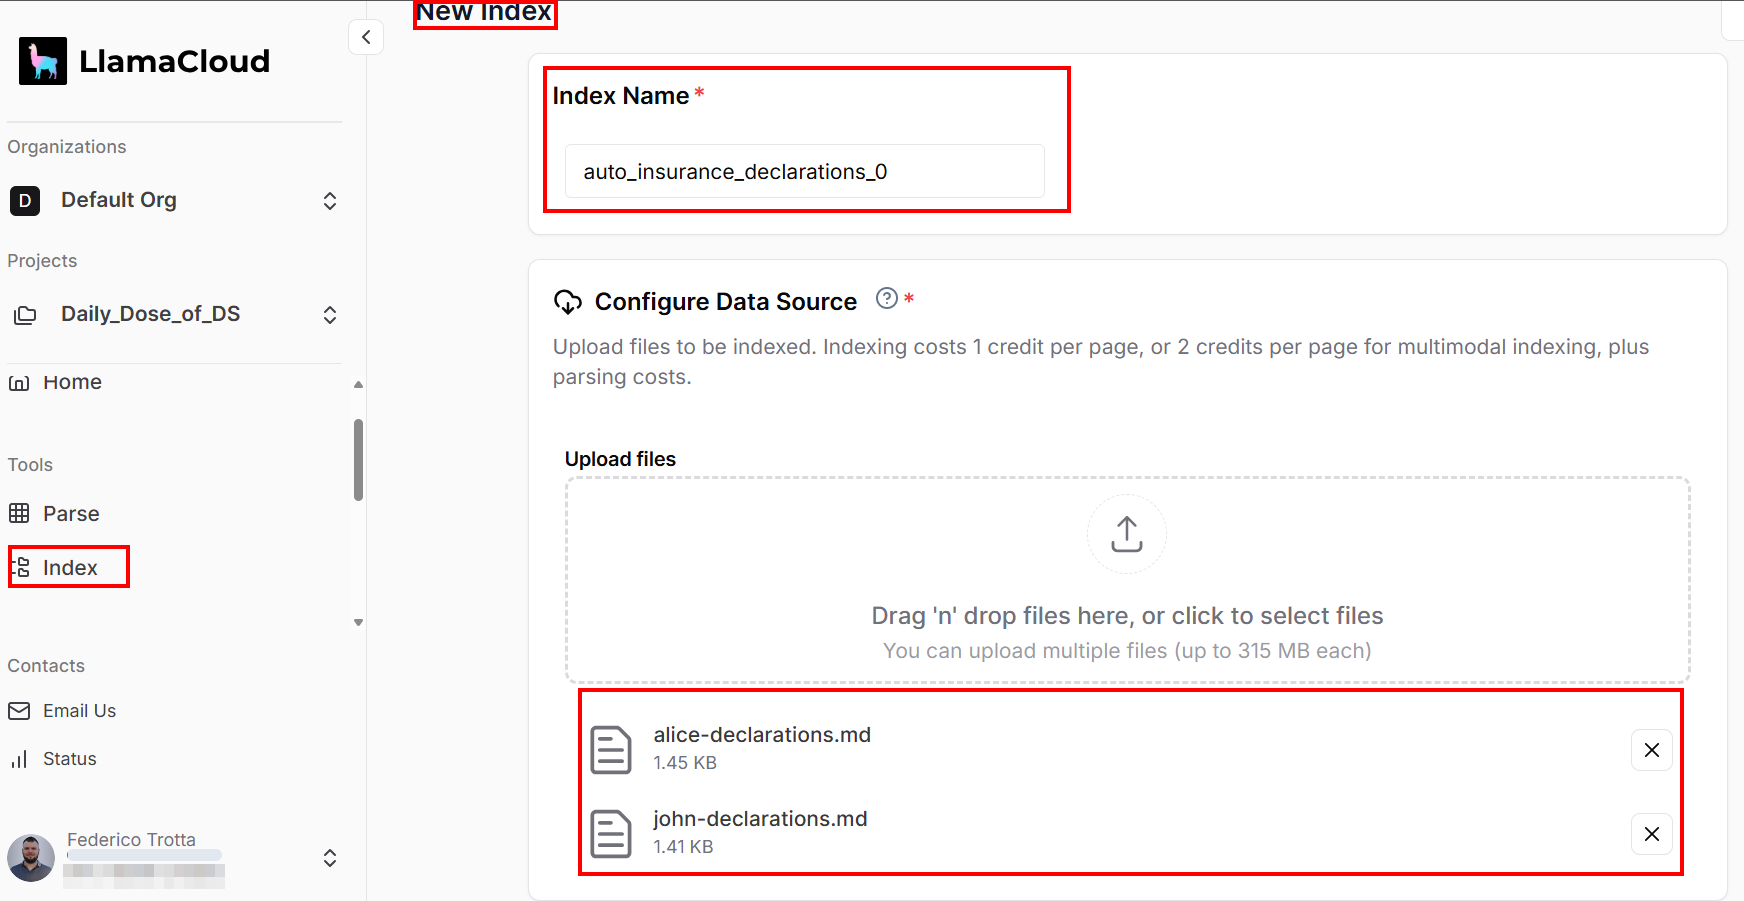 LlamaCloud
Organizations
D Default Org
Projects
Daily_Dose_of_DS
Home
Tools
Parse
Index
Contacts
Email Us
Status
Federico Trotta
New Index
Index Name*
auto_insurance_declarations_0
Configure Data Source ? *
Upload files to be indexed. Indexing costs 1 credit per page, or 2 credits per page for multimodal indexing, plus
parsing costs.
Upload files
Drag 'n' drop files here, or click to select files
You can upload multiple files (up to 315 MB each)
alice-declarations.md
1.45 KB
john-declarations.md
1.41 KB